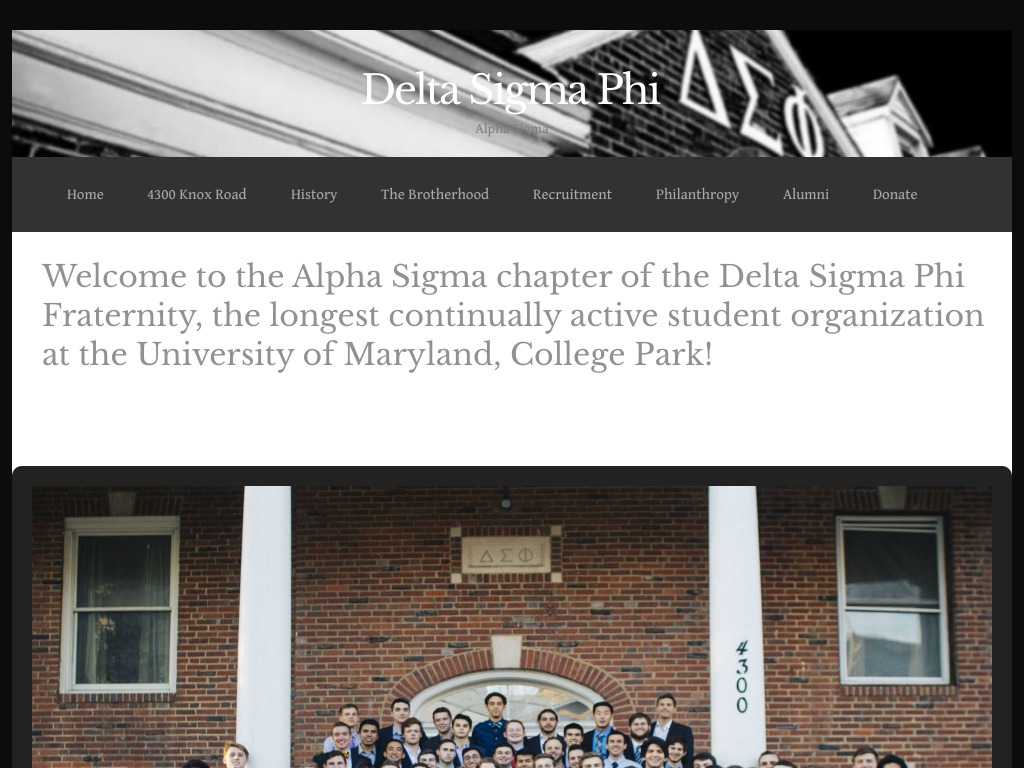 ΔΣΦ
Delta Sigma Phi
Alpha Sigma
Home 4300 Knox Road History The Brotherhood Recruitment Philanthropy Alumni Donate
Welcome to the Alpha Sigma chapter of the Delta Sigma Phi
Fraternity, the longest continually active student organization
at the University of Maryland, College Park!
ΔΣΦ
4300